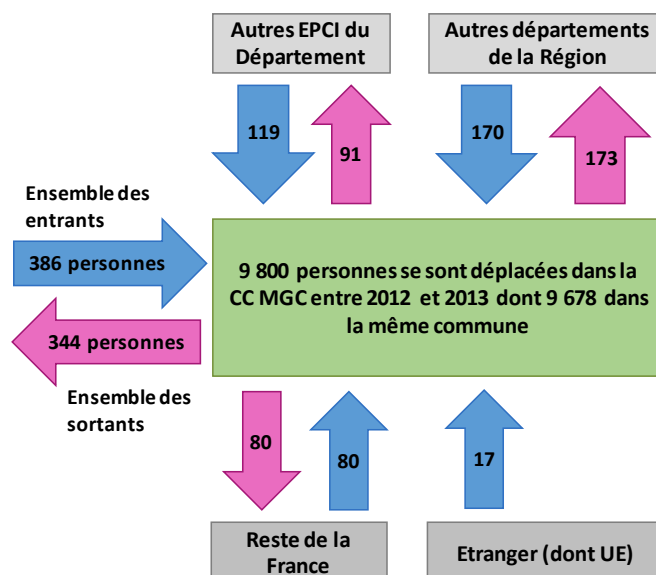 Autres EPCI du
Département
Autres départements
de la Région
119
91
170
173
Ensemble des
entrants
386 personnes
9 800 personnes se sont déplacées dans la
CC MGC entre 2012 et 2013 dont 9 678 dans
la même commune
344 personnes
Ensemble des
sortants
80
80
17
Reste de la
France
Etranger (dont UE)